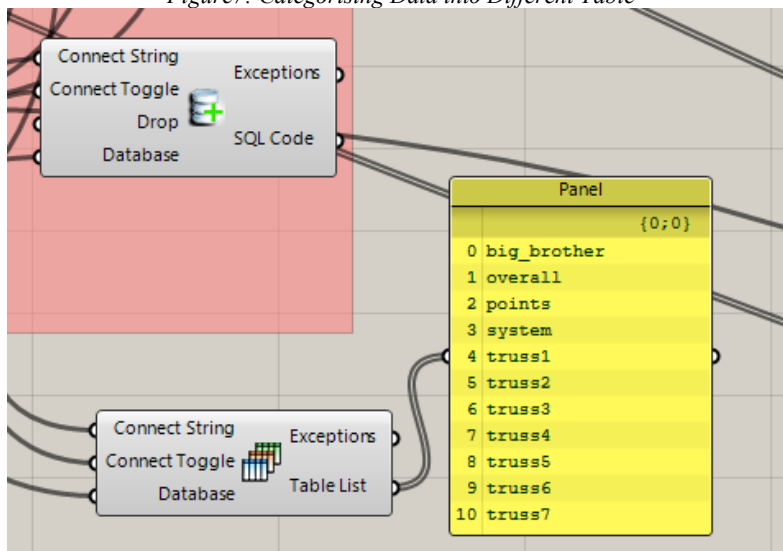 Figure7: Categorising Data into Different Table
Connect String
Connect Toggle
Drop
Database
Exceptions
SQL Code
Panel
{0;0}
0 big_brother
1 overall
2 points
3 system
4 truss1
5 truss2
6 truss3
7 truss4
8 truss5
9 truss6
10 truss7
Connect String
Connect Toggle
Database
Exceptions
Table List